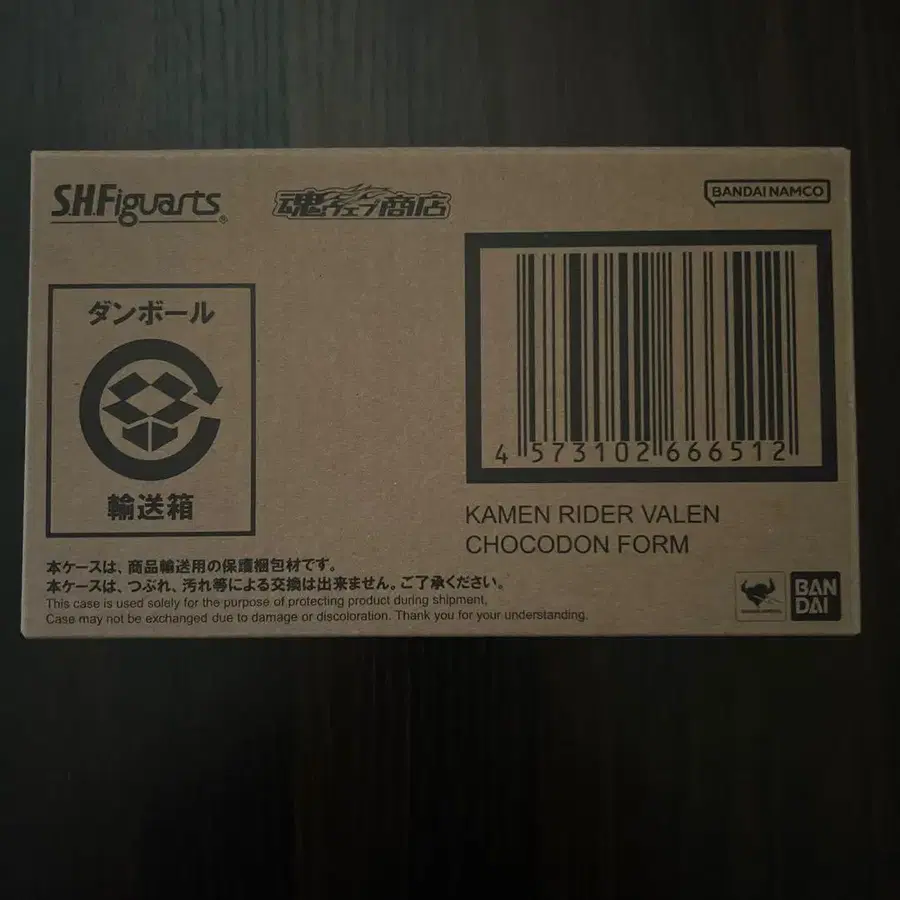 S.H.Figuarts®
魂ウェブ商店
BANDAI NAMCO
ダンボール
輸送箱
4 573102 666512
KAMEN RIDER VALEN
CHOCODON FORM
本ケースは、商品輸送用の保護梱包材です。
本ケースは、つぶれ、汚れ等による交換は出来ません。ご了承ください。
This case is used solely for the purpose of protecting product during shipment,
Case may not be exchanged due to damage or discoloration. Thank you for your understanding.
BAN
DAI